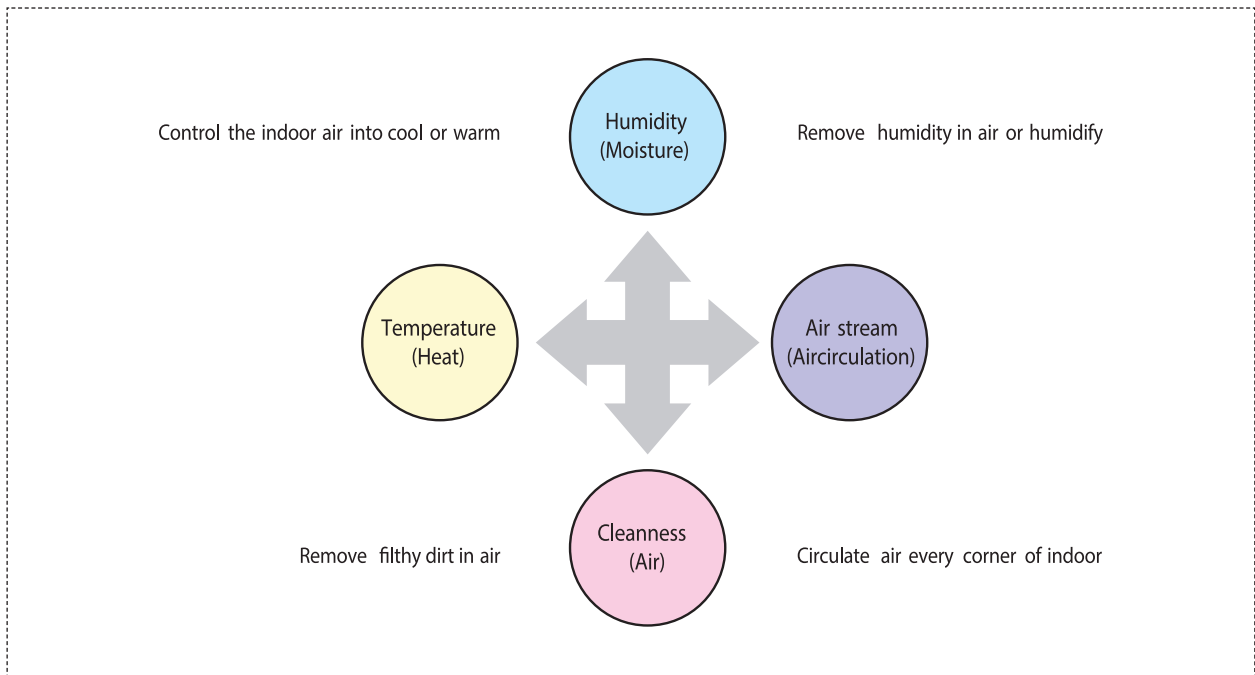 Humidity
(Moisture)
Control the indoor air into cool or warm
Remove humidity in air or humidify
Temperature
(Heat)
Air stream
(Aircirculation)
Cleanness
(Air)
Remove filthy dirt in air
Circulate air every corner of indoor